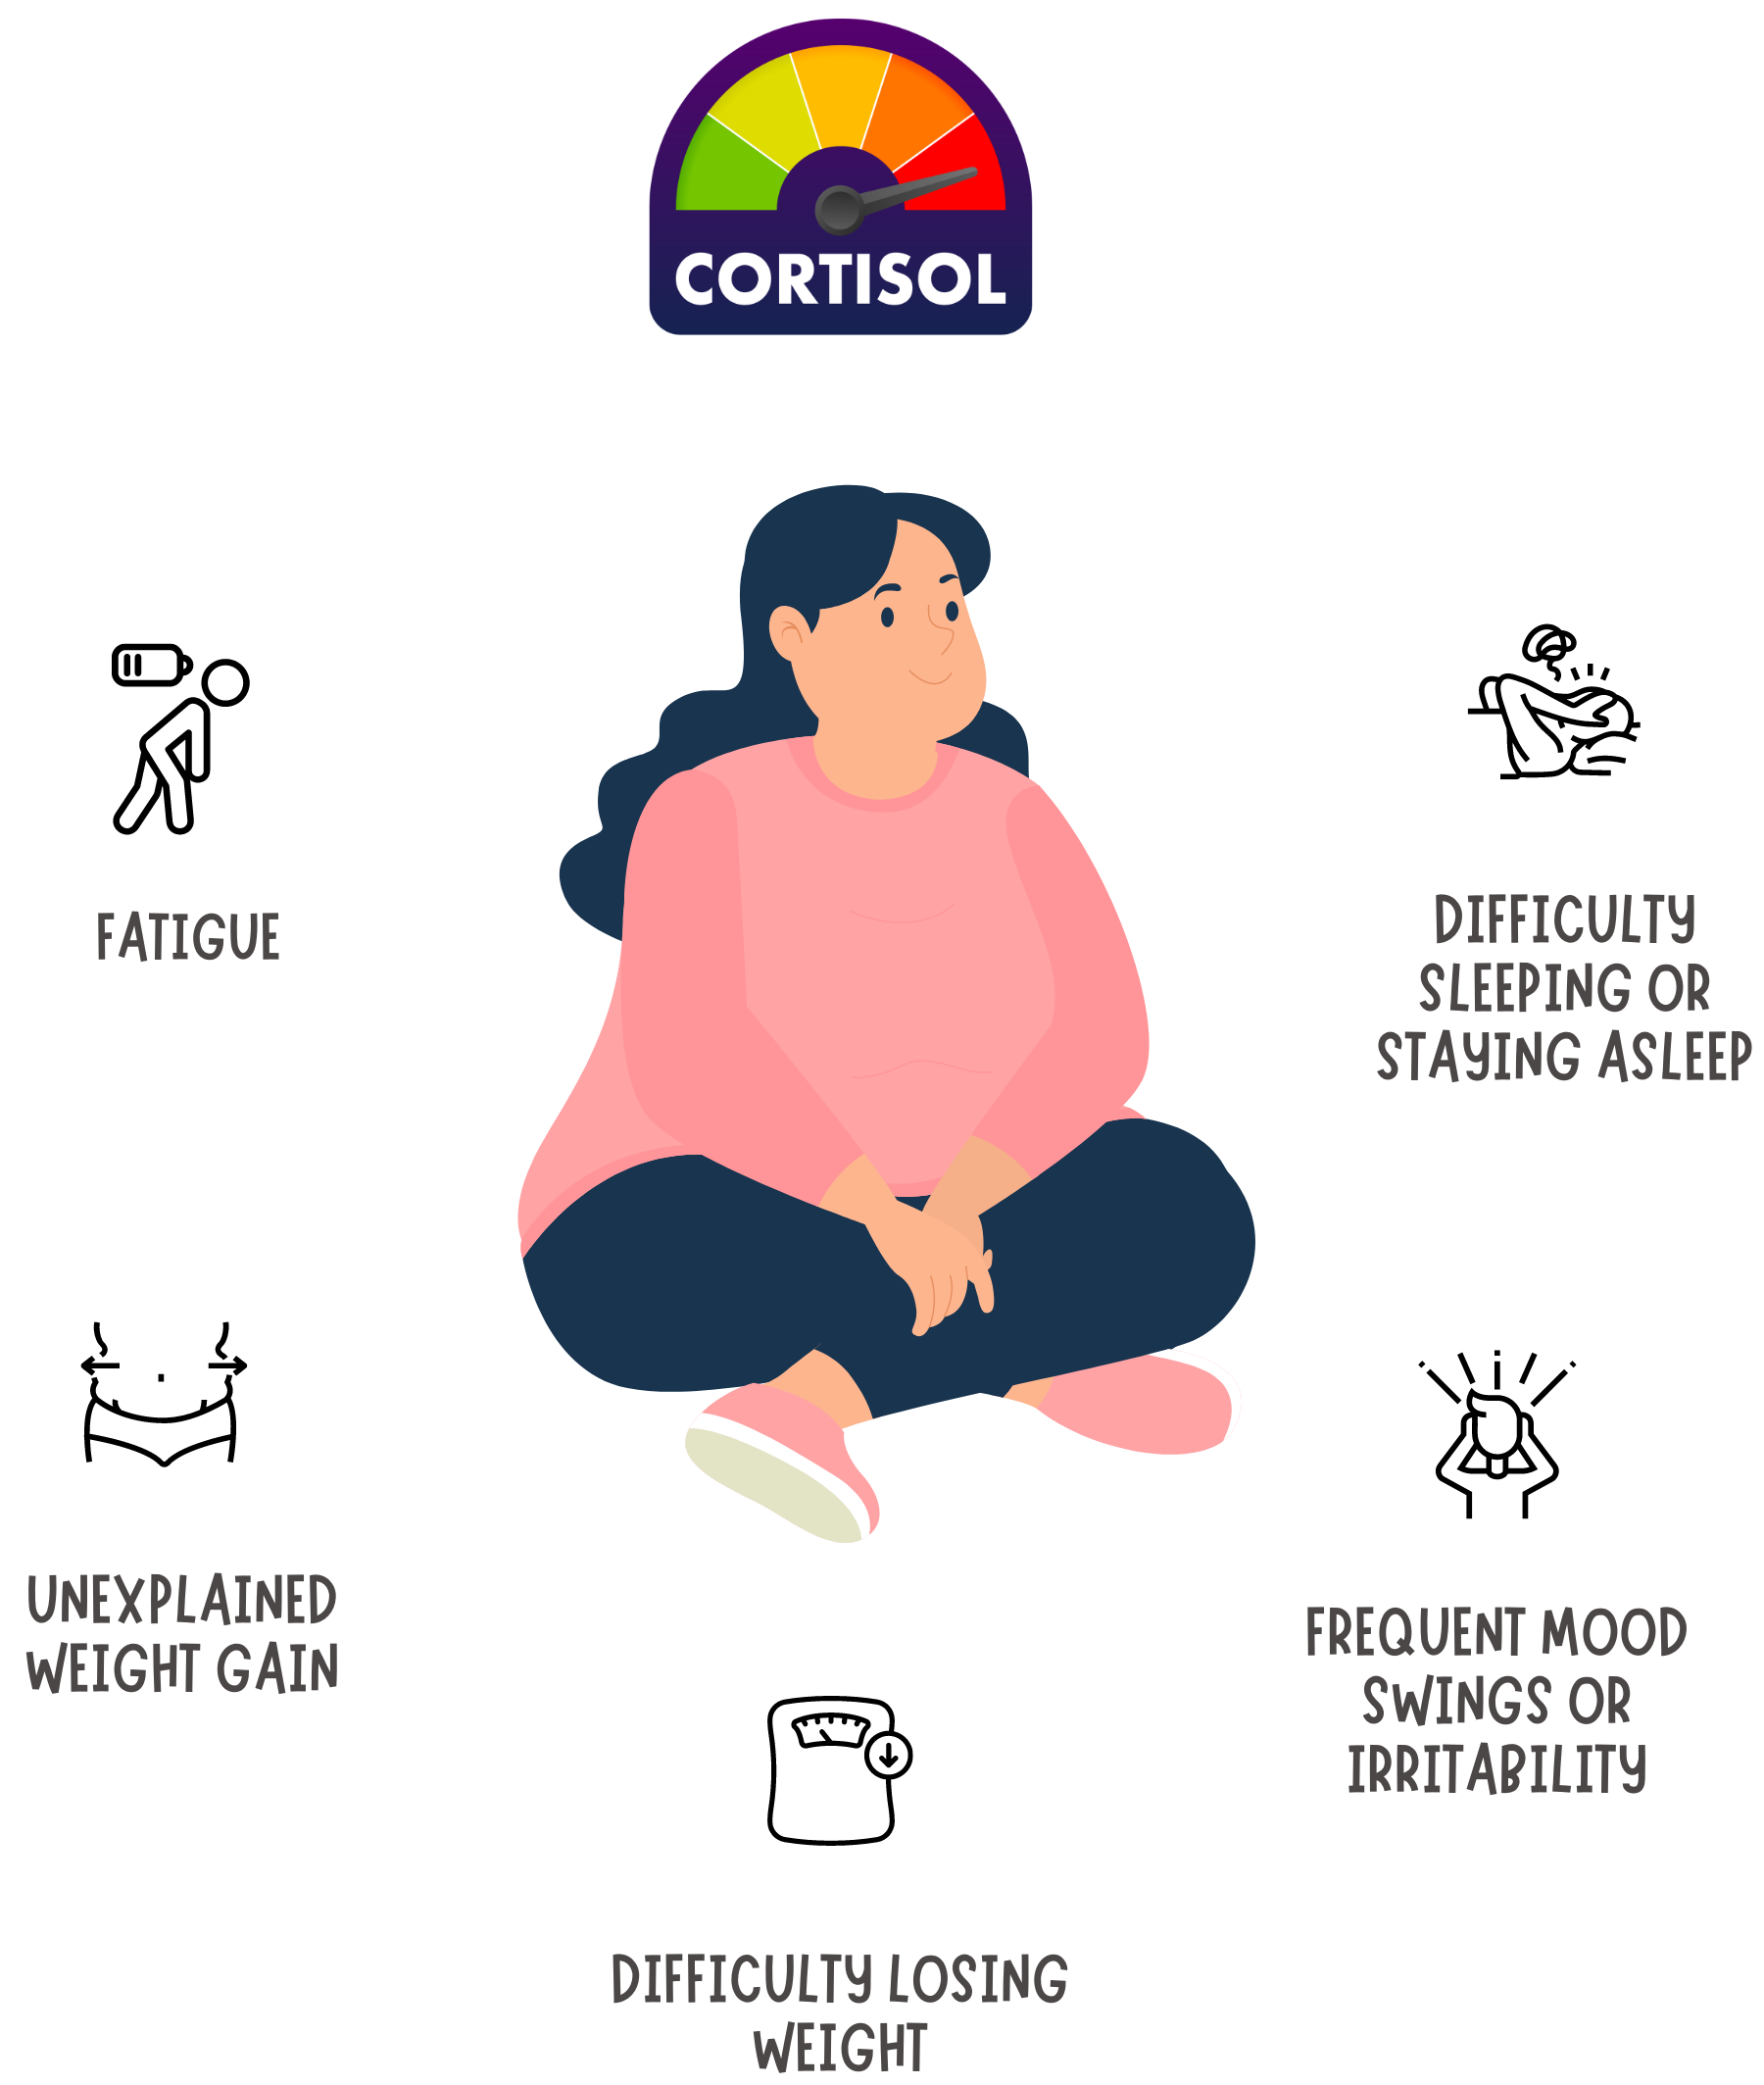 CORTISOL
FATIGUE
DIFFICULTY
SLEEPING OR
STAYING ASLEEP
UNEXPLAINED
WEIGHT GAIN
FREQUENT MOOD
SWINGS OR
IRRITABILITY
DIFFICULTY LOSING
WEIGHT